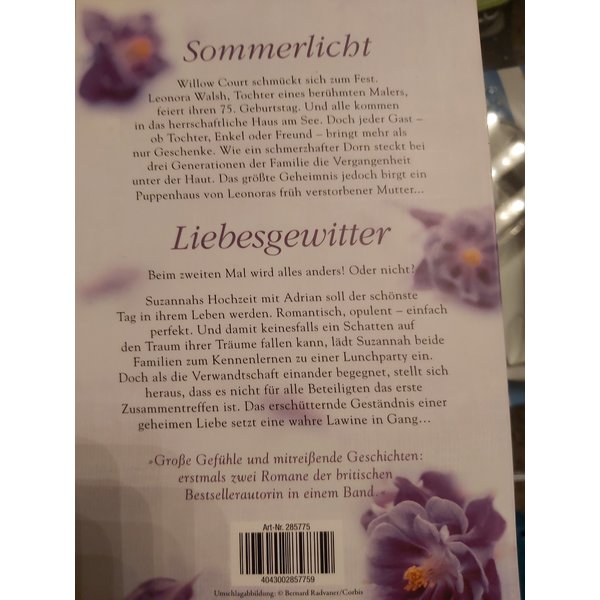 Sommerlicht
Willow Court schmückt sich zum Fest.
Leonora Walsh, Tochter eines berühmten Malers,
feiert ihren 75. Geburtstag. Und alle kommen
in das herrschaftliche Haus am See. Doch jeder Gast –
ob Tochter, Enkel oder Freund – bringt mehr als
nur Geschenke. Wie ein schmerzhafter Dorn steckt bei
drei Generationen der Familie die Vergangenheit
unter der Haut. Das größte Geheimnis jedoch birgt ein
Puppenhaus von Leonoras früh verstorbener Mutter...
Liebesgewitter
Beim zweiten Mal wird alles anders! Oder nicht?
Suzannahs Hochzeit mit Adrian soll der schönste
Tag in ihrem Leben werden. Romantisch, opulent – einfach
perfekt. Und damit keinesfalls ein Schatten auf
den Traum ihrer Träume fallen kann, lädt Suzannah beide
Familien zum Kennenlernen zu einer Lunchparty ein.
Doch als die Verwandtschaft einander begegnet, stellt sich
heraus, dass es nicht für alle Beteiligten das erste
Zusammentreffen ist. Das erschütternde Geständnis einer
geheimen Liebe setzt eine wahre Lawine in Gang...
»Große Gefühle und mitreißende Geschichten:
erstmals zwei Romane der britischen
Bestsellerautorin in einem Band.«
Art-Nr. 285775
4043002857759
Umschlagabbildung: © Bernard Radvaner/Corbis